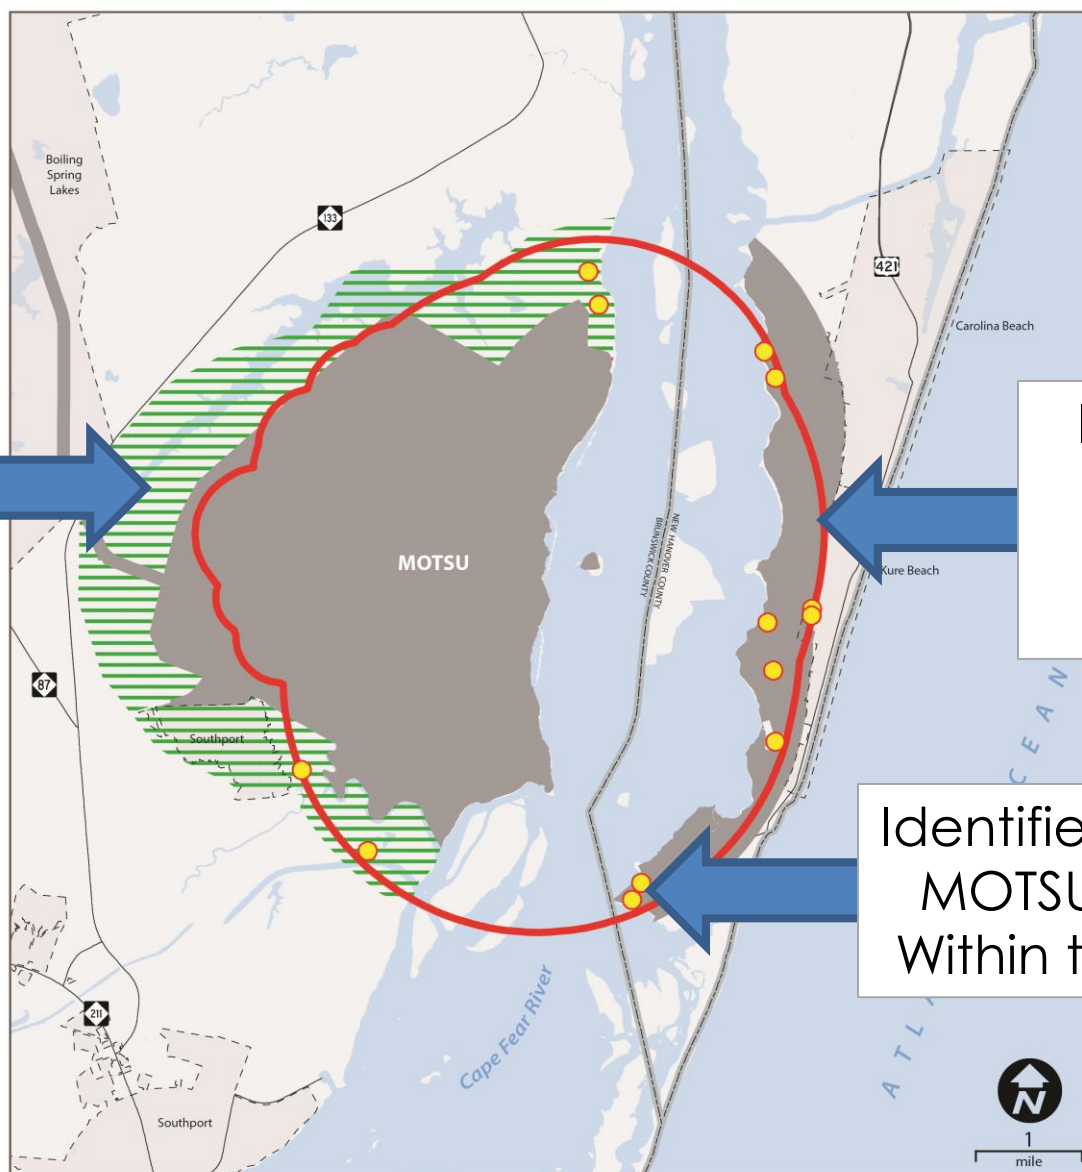 Boiling
Spring
Lakes
133
421
Carolina Beach
MOTSU
NEW HANOVER COUNTY
BRUNSWICK COUNTY
Kure Beach
87
Southport
OCEAN
Identifie
MOTSU
Within t
Cape Fear River
211
ATL
Southport
N
1
mile